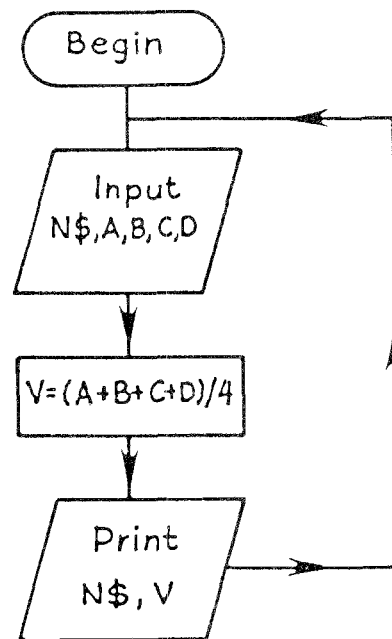 Begin
Input
N$,A,B,C,D
V=(A+B+C+D)/4
Print
N$, V